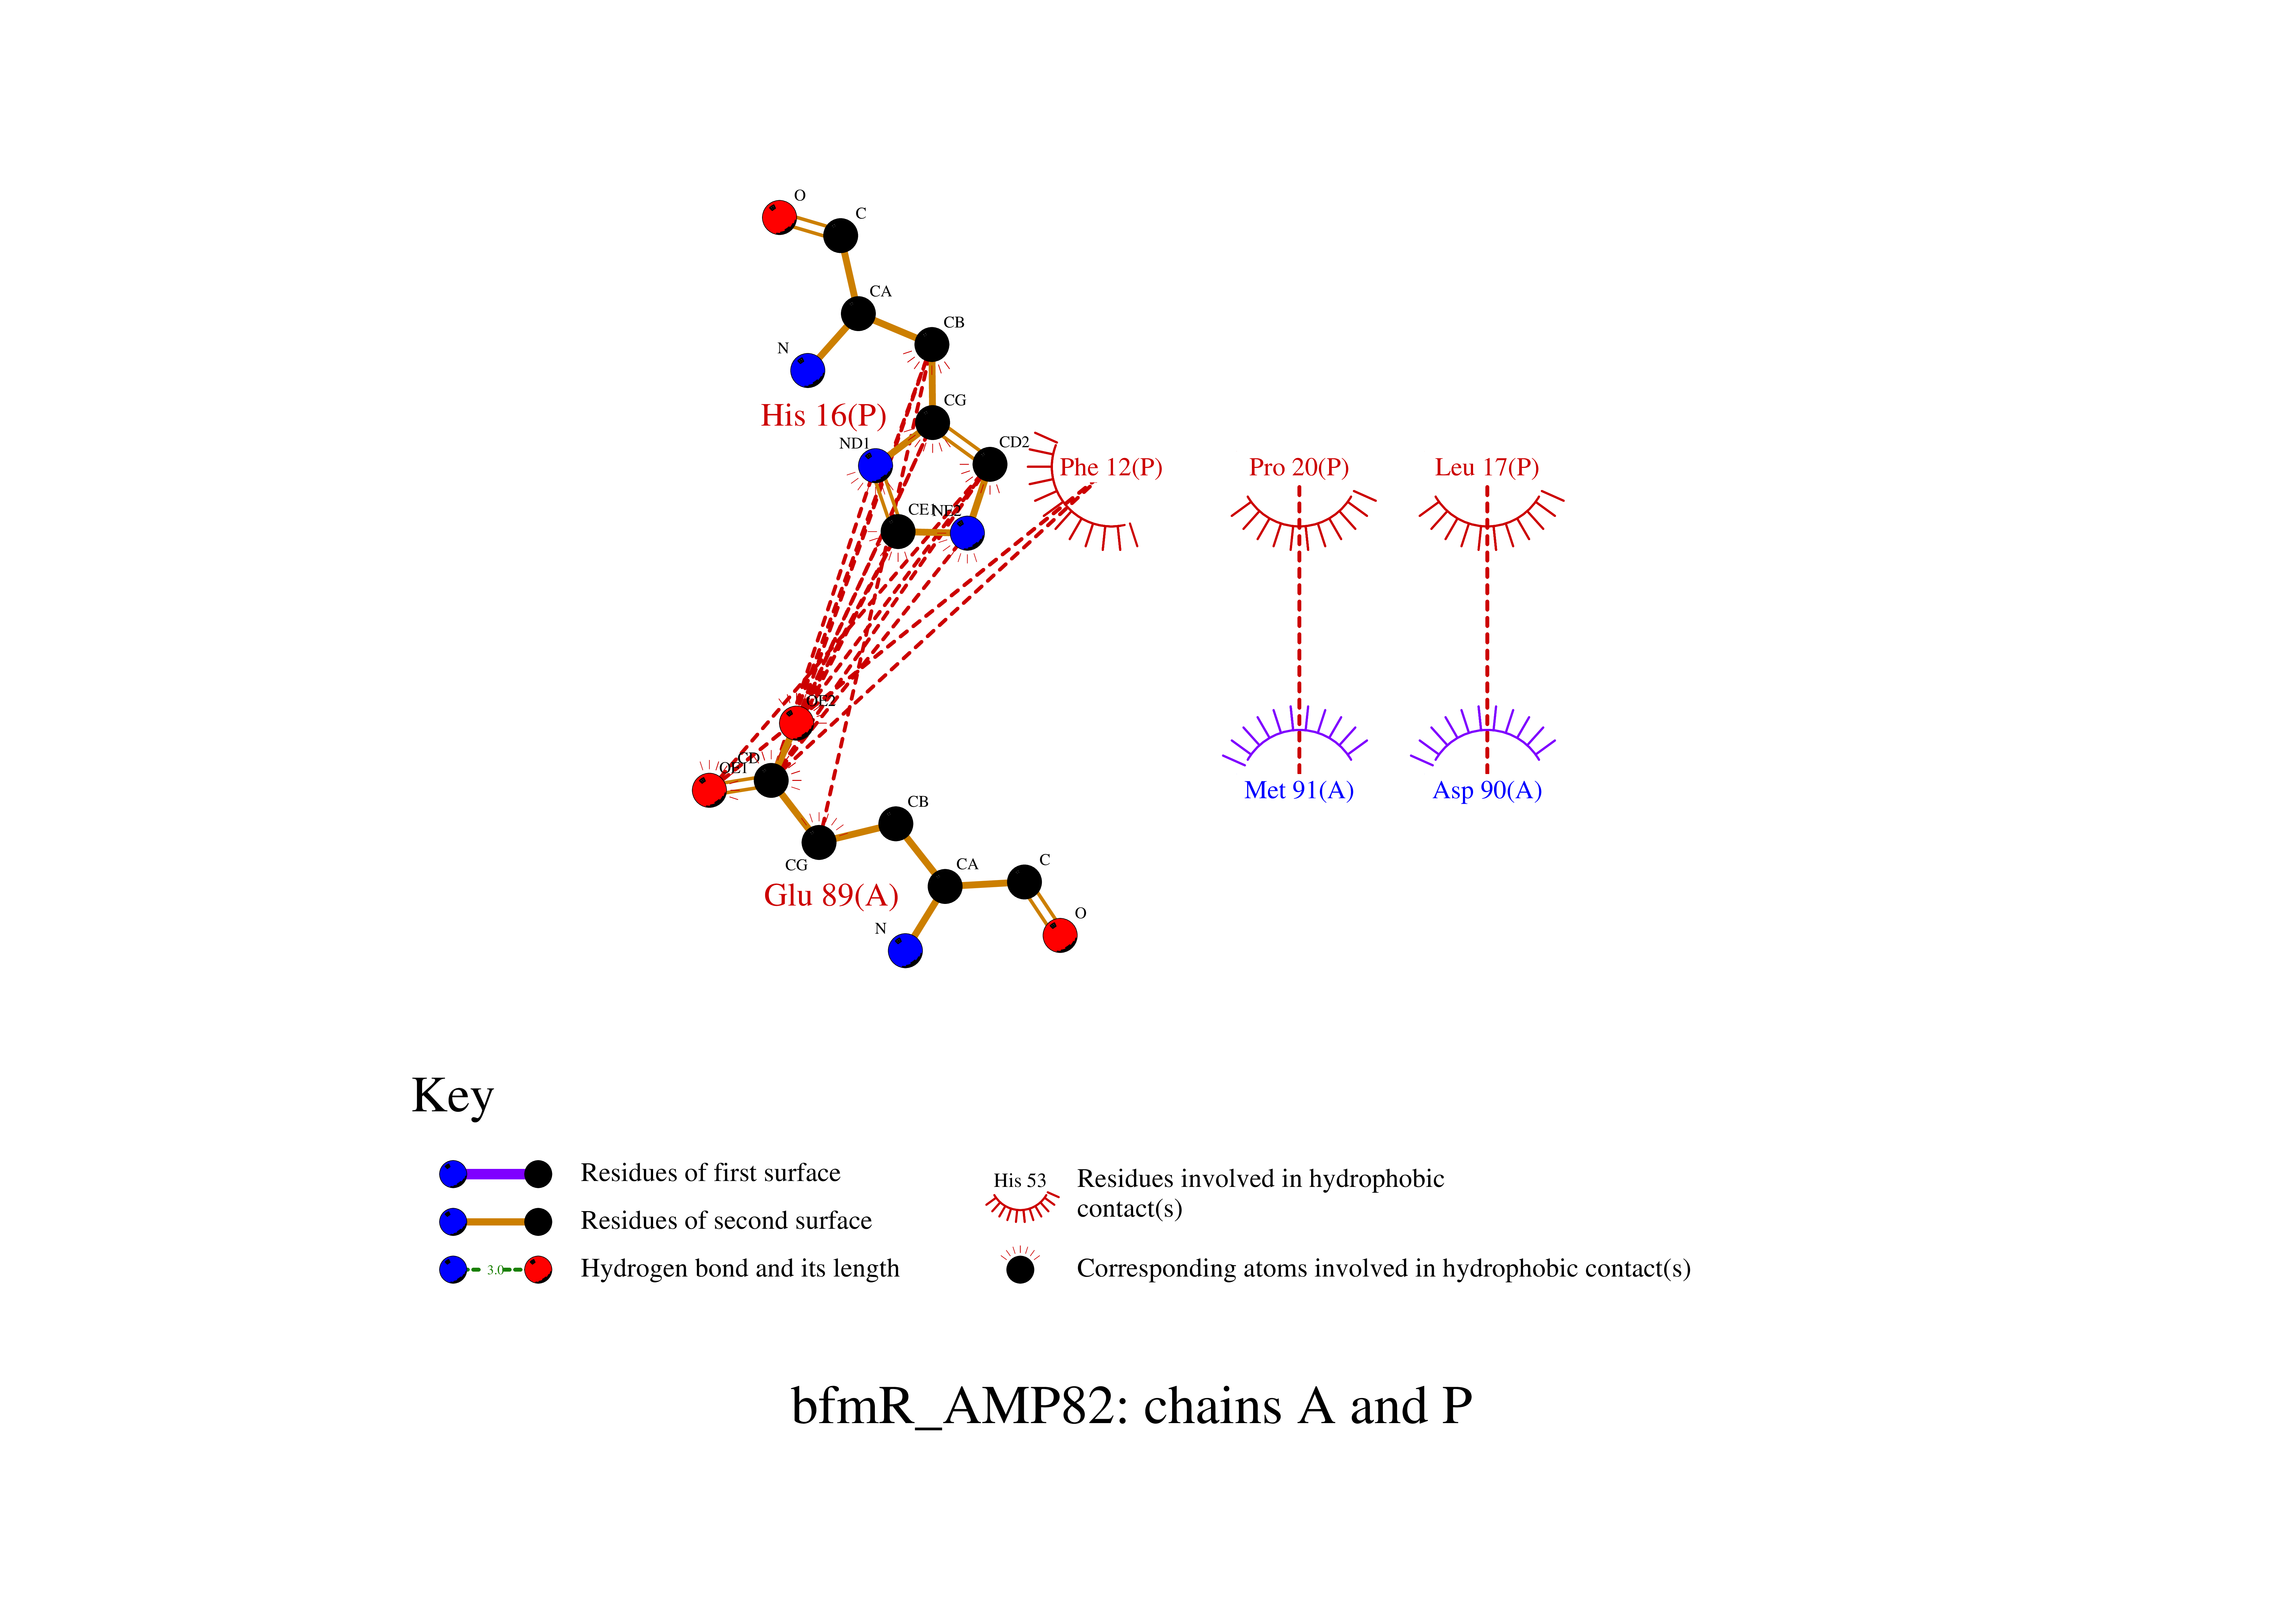 O
C
CA
CB
N
CG
His 16(P)
ND1
CD2
Phe 12(P)
Pro 20(P)
Leu 17(P)
CE1
NE2
OE2
CD
OE1
Met 91(A)
Asp 90(A)
CB
CG
CA
C
Glu 89(A)
O
N
Key
Residues of first surface
Residues of second surface
3.0
Hydrogen bond and its length
His 53
Residues involved in hydrophobic
contact(s)
Corresponding atoms involved in hydrophobic contact(s)
bfmR_AMP82: chains A and P